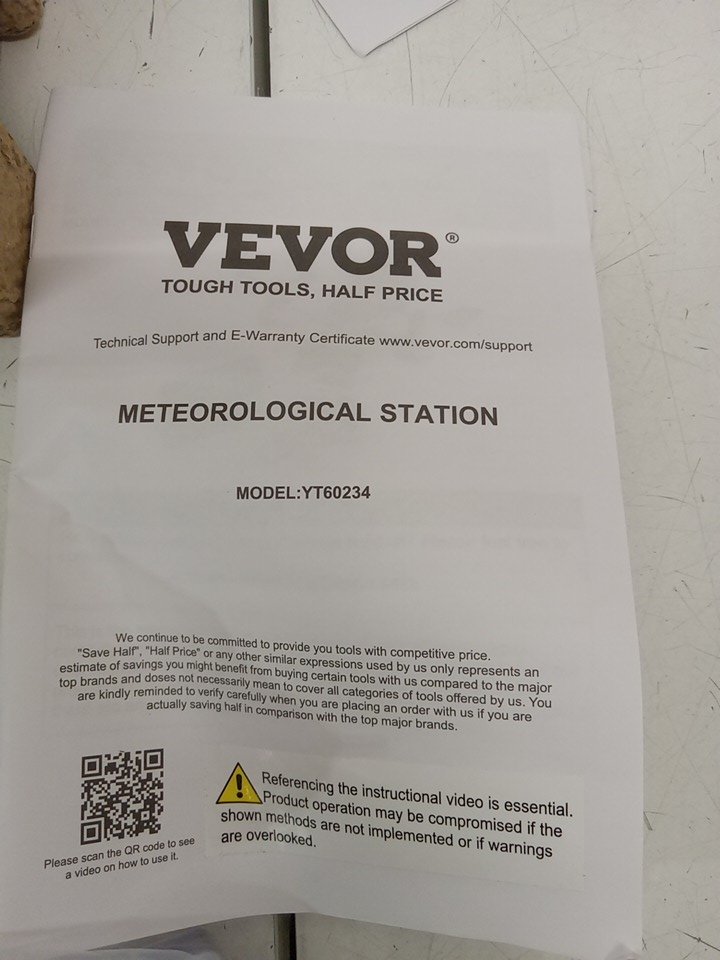 VEVOR®
TOUGH TOOLS, HALF PRICE
Technical Support and E-Warranty Certificate www.vevor.com/support
METEOROLOGICAL STATION
MODEL:YT60234
We continue to be committed to provide you tools with competitive price.
"Save Half", "Half Price" or any other similar expressions used by us only represents an
estimate of savings you might benefit from buying certain tools with us compared to the major
top brands and doses not necessarily mean to cover all categories of tools offered by us. You
are kindly reminded to verify carefully when you are placing an order with us if you are
actually saving half in comparison with the top major brands.
Please scan the QR code to see
a video on how to use it.
Referencing the instructional video is essential.
Product operation may be compromised if the
shown methods are not implemented or if warnings
are overlooked.